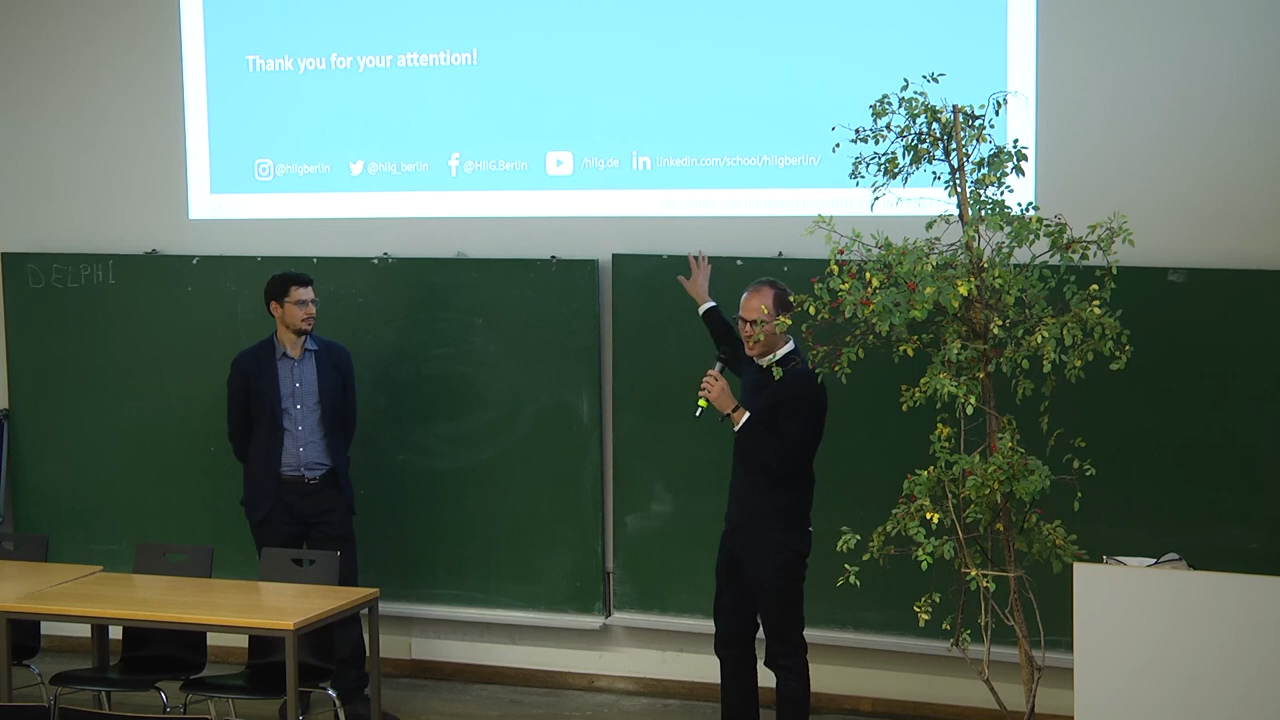 Thank you for your attention!
@hiigberlin @hiig_berlin @HIIG.Berlin /hiig.de linkedin.com/school/hiigberlin/
DELPHI